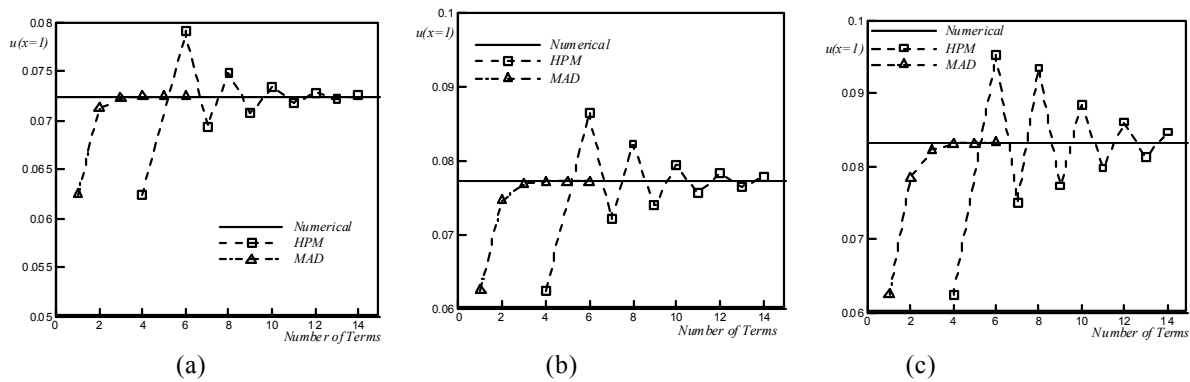 0.08
u(x=1)
0.075
0.07
0.065
0.06
0.055
0.05
0
2
4
6
8
10
12
14
Number of Terms
Numerical
HPM
MAD
(a)
0.1
u(x=1)
0.09
0.08
0.07
0.06
0
2
4
6
8
10
12
14
Number of Terms
Numerical
HPM
MAD
(b)
0.1
u(x=1)
0.09
0.08
0.07
0.06
0
2
4
6
8
10
12
14
Number of Terms
Numerical
HPM
MAD
(c)